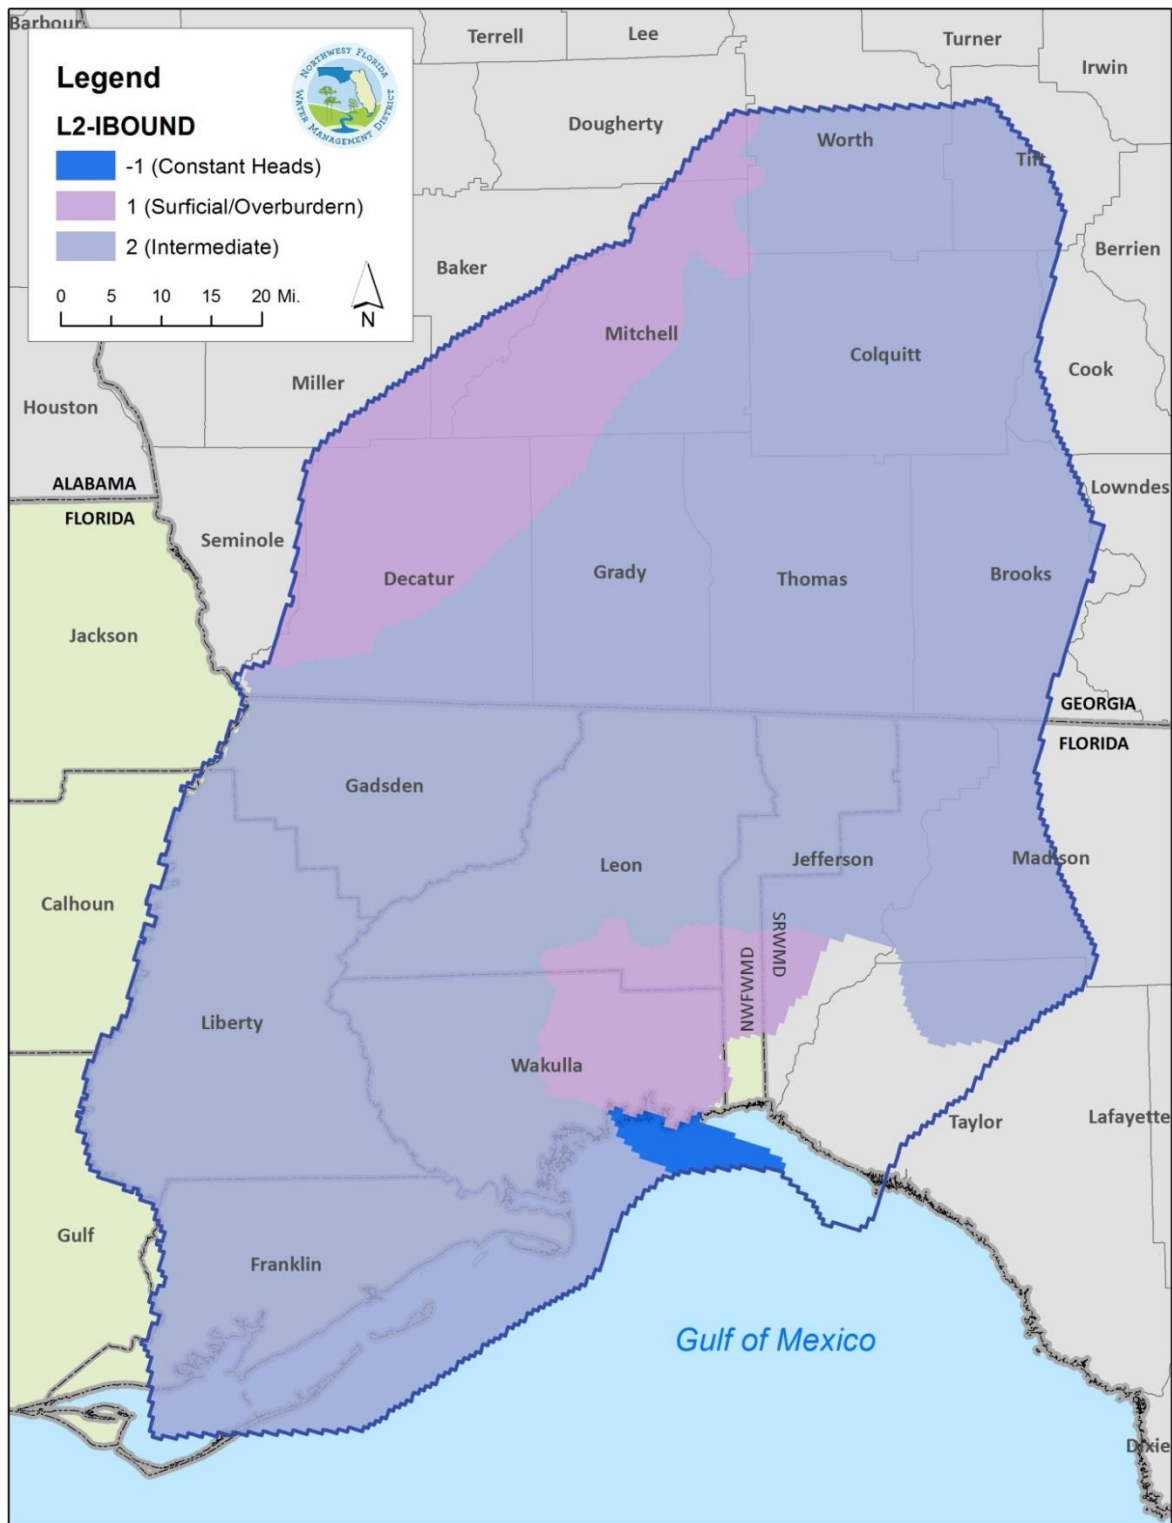 Barbour
Terrell
Lee
Turner
Irwin
Legend
L2-IBOUND
-1 (Constant Heads)
1 (Surficial/Overburdern)
2 (Intermediate)
0 5 10 15 20 Mi.
N
NORTHWEST FLORIDA
WATER MANAGEMENT DISTRICT
Dougherty
Worth
Tift
Baker
Berrien
Mitchell
Colquitt
Miller
Cook
Houston
ALABAMA
FLORIDA
Lowndes
Seminole
Decatur
Grady
Thomas
Brooks
Jackson
GEORGIA
FLORIDA
Gadsden
Leon
Jefferson
Madison
Calhoun
NWFWMD
SRWMD
Liberty
Wakulla
Taylor
Lafayette
Gulf
Franklin
Gulf of Mexico
Dixie